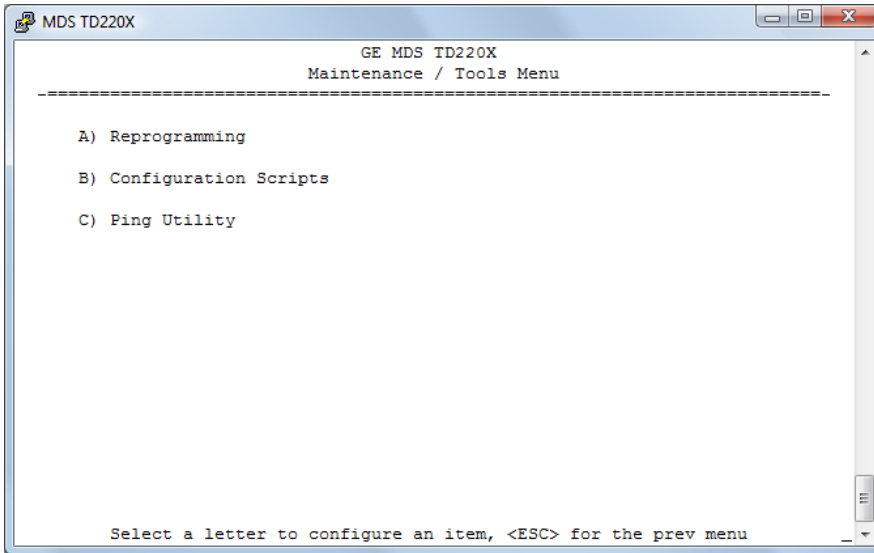 MDS TD220X
GE MDS TD220X
Maintenance / Tools Menu
-==========================================================================-
A) Reprogramming
B) Configuration Scripts
C) Ping Utility
Select a letter to configure an item, <ESC> for the prev menu _